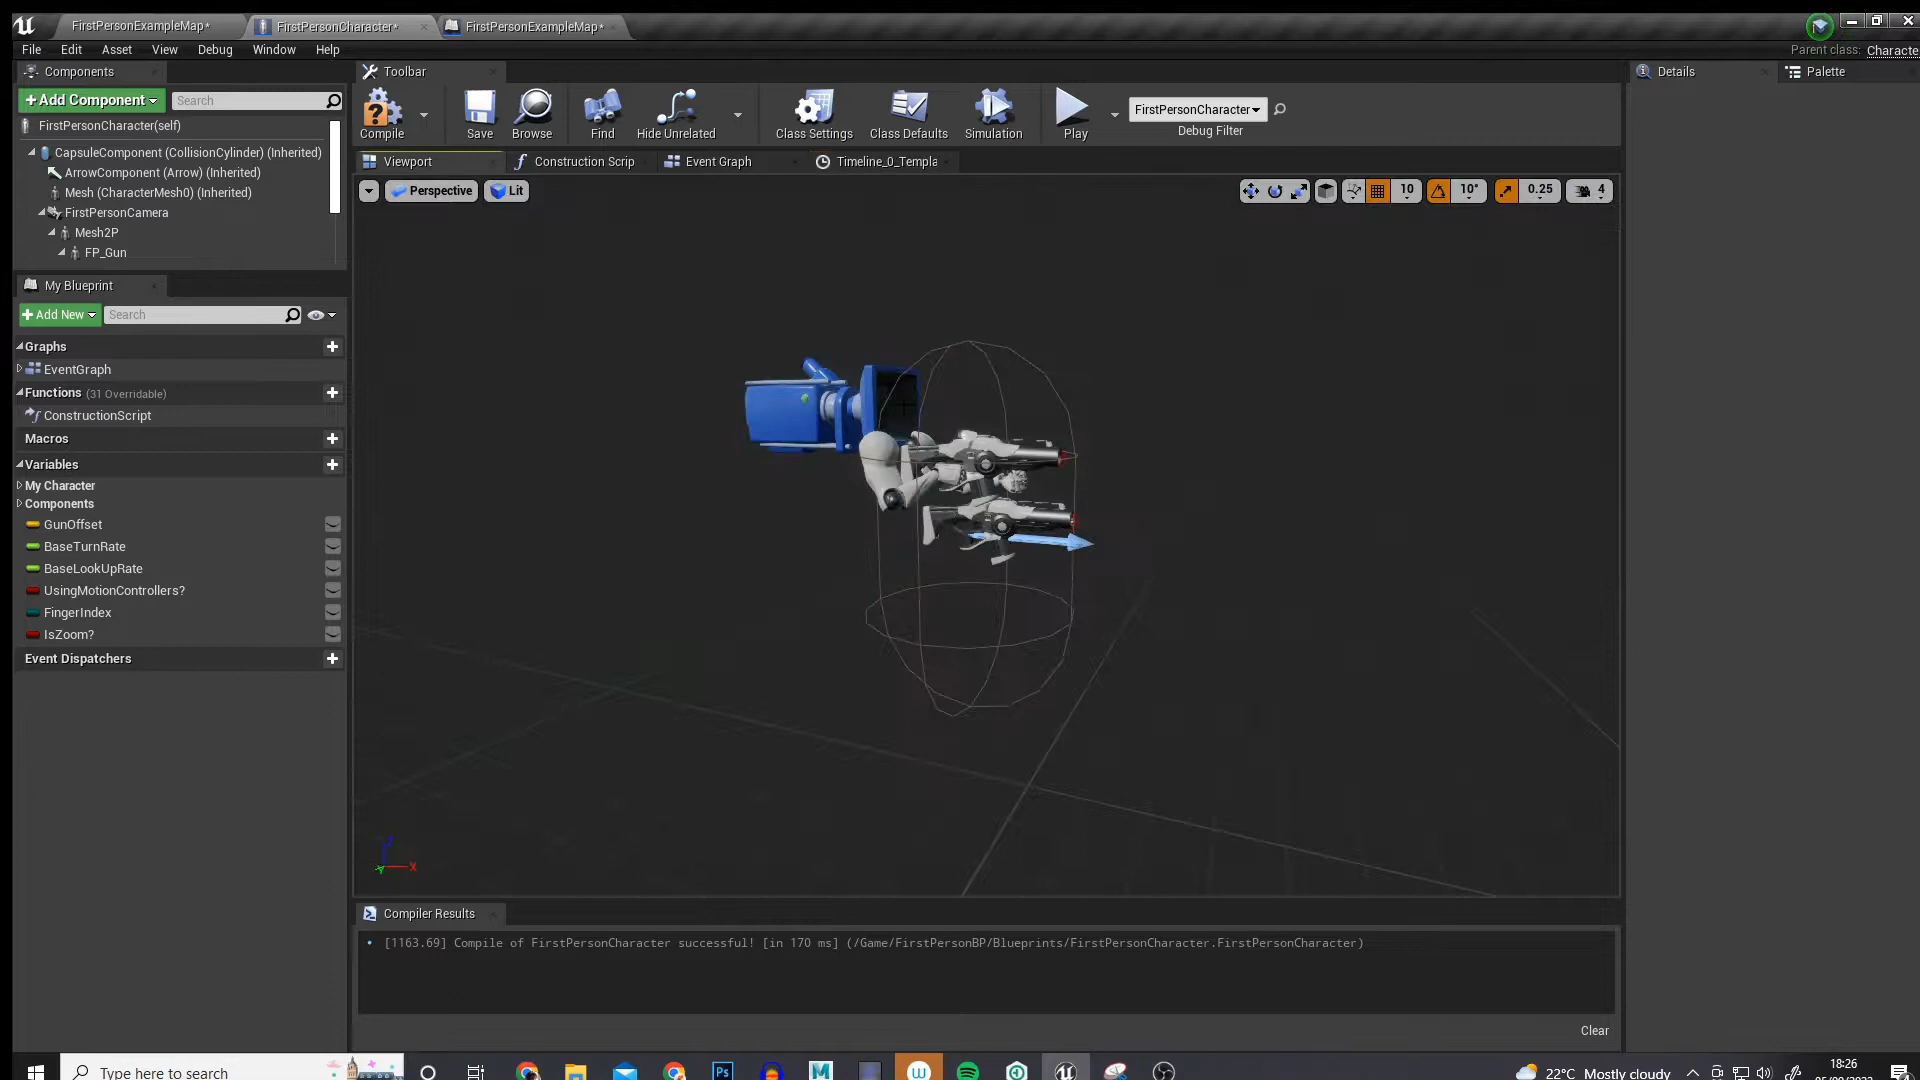 FirstPersonExampleMap*
FirstPersonCharacter*
FirstPersonExampleMap*
File Edit Asset View Debug Window Help
Parent class: Characte
Components
Toolbar
Details
Palette
+Add Component
Search
FirstPersonCharacter(self)
CapsuleComponent (CollisionCylinder) (Inherited)
ArrowComponent (Arrow) (Inherited)
Mesh (CharacterMesh0) (Inherited)
FirstPersonCamera
Mesh2P
FP_Gun
Compile
Save
Browse
Find
Hide Unrelated
Class Settings
Class Defaults
Simulation
Play
FirstPersonCharacter
Debug Filter
Viewport
Construction Scrip
Event Graph
Timeline_0_Templa
Perspective
Lit
10
10°
0.25
4
My Blueprint
+Add New
Search
Graphs
EventGraph
Functions (31 Overridable)
ConstructionScript
Macros
Variables
My Character
Components
GunOffset
BaseTurnRate
BaseLookUpRate
UsingMotionControllers?
FingerIndex
IsZoom?
Event Dispatchers
X
Compiler Results
[1163.69] Compile of FirstPersonCharacter successful! [in 170 ms] (/Game/FirstPersonBP/Blueprints/FirstPersonCharacter.FirstPersonCharacter)
Clear
Type here to search
Ps
M
22°C Mostly cloudy
18:26